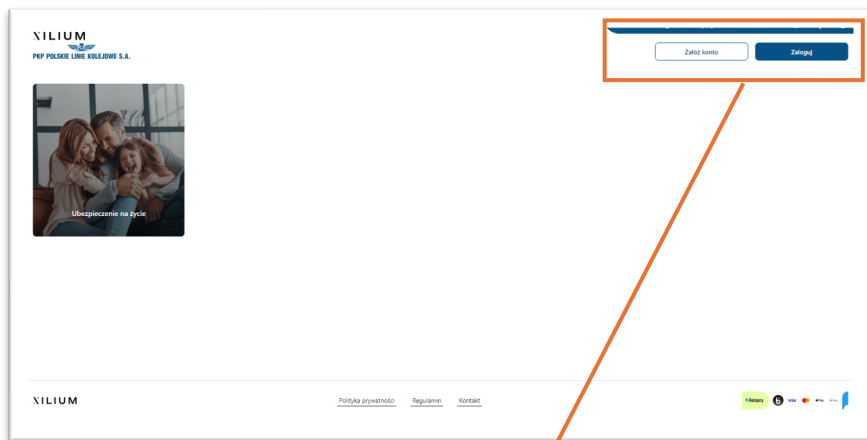 XILIUM
PKP POLSKIE LINIE KOLEJOWE S.A.
Załóż konto
Zaloguj
Ubezpieczenie na życie
XILIUM
Polityka prywatności
Regulamin
Kontakt
VISA